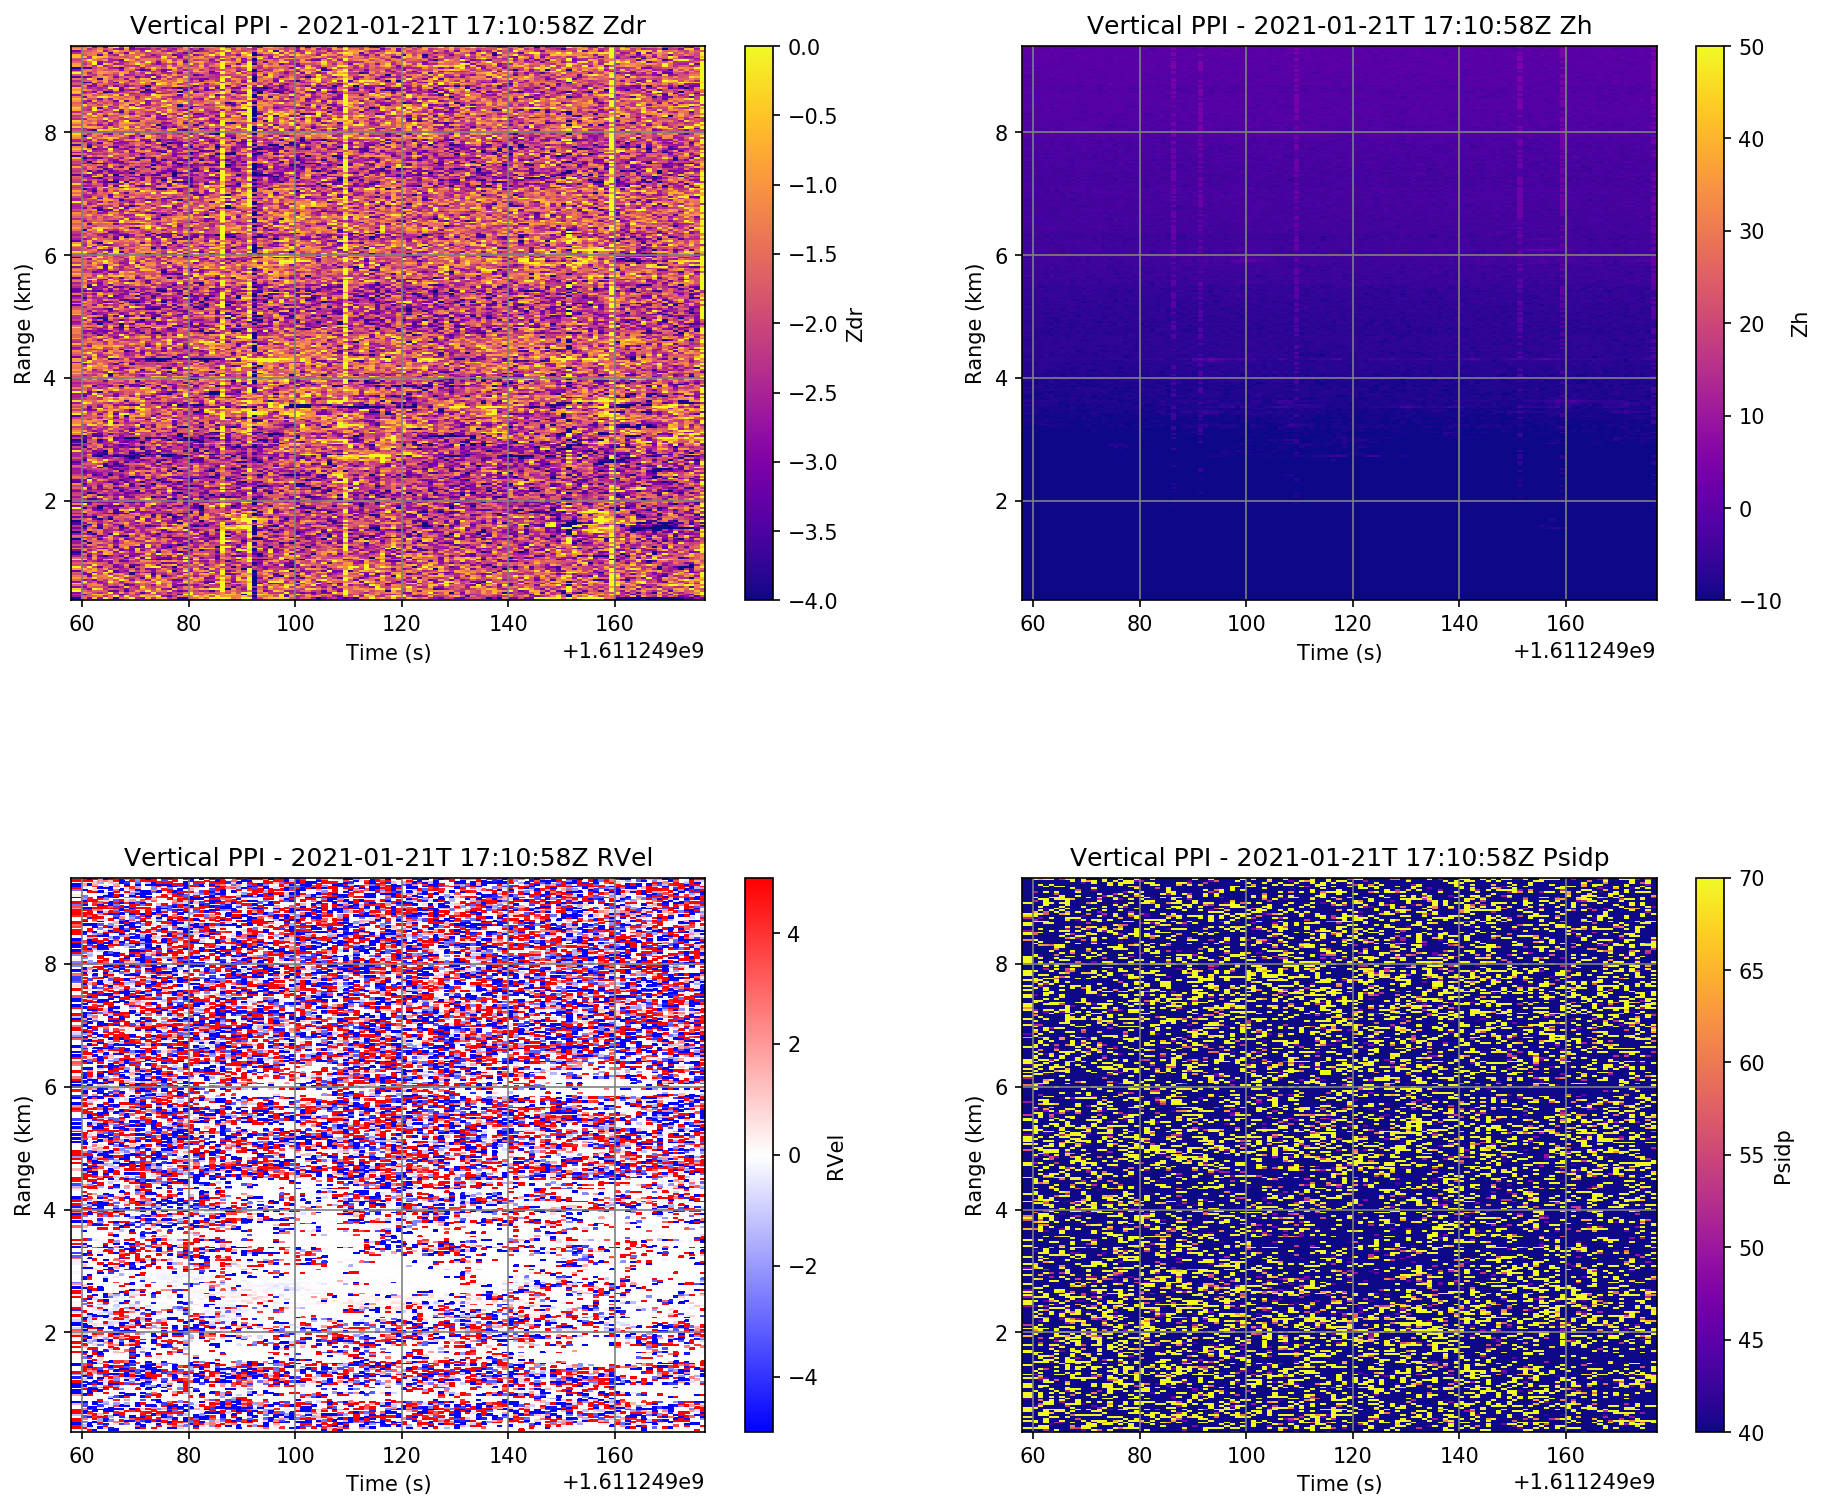 Vertical PPI - 2021-01-21T 17:10:58Z Zdr
Range (km)
8
6
4
2
60 80 100 120 140 160
Time (s)
+1.611249e9
0.0
−0.5
−1.0
−1.5
−2.0
−2.5
−3.0
−3.5
−4.0
Zdr
Vertical PPI - 2021-01-21T 17:10:58Z Zh
Range (km)
8
6
4
2
60 80 100 120 140 160
Time (s)
+1.611249e9
50
40
30
20
10
0
−10
Zh
Vertical PPI - 2021-01-21T 17:10:58Z RVel
Range (km)
8
6
4
2
60 80 100 120 140 160
Time (s)
+1.611249e9
4
2
0
−2
−4
RVel
Vertical PPI - 2021-01-21T 17:10:58Z Psidp
Range (km)
8
6
4
2
60 80 100 120 140 160
Time (s)
+1.611249e9
70
65
60
55
50
45
40
Psidp